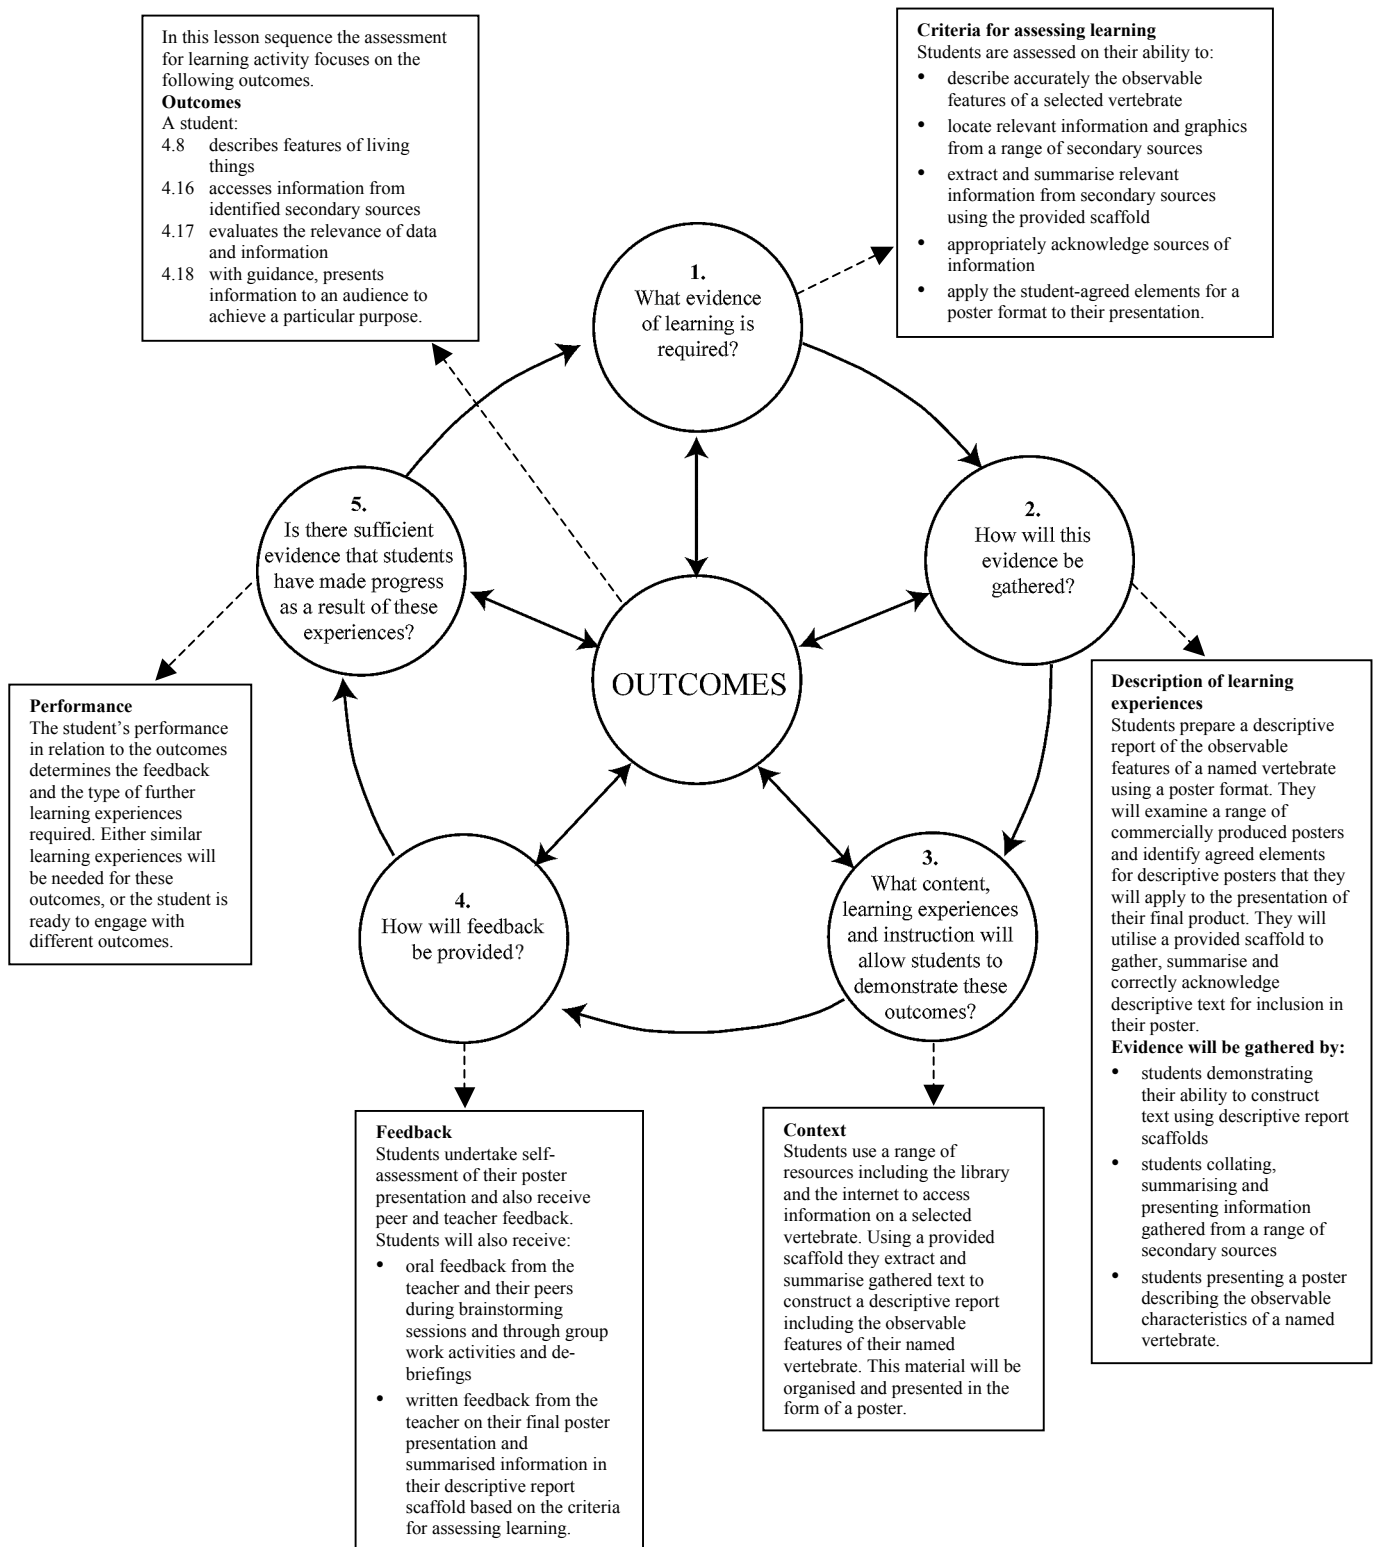 In this lesson sequence the assessment
for learning activity focuses on the
following outcomes.
Outcomes
A student:
4.8 describes features of living
things
4.16 accesses information from
identified secondary sources
4.17 evaluates the relevance of data
and information
4.18 with guidance, presents
information to an audience to
achieve a particular purpose.
Criteria for assessing learning
Students are assessed on their ability to:
• describe accurately the observable
features of a selected vertebrate
• locate relevant information and graphics
from a range of secondary sources
• extract and summarise relevant
information from secondary sources
using the provided scaffold
• appropriately acknowledge sources of
information
• apply the student-agreed elements for a
poster format to their presentation.
1.
What evidence
of learning is
required?
2.
How will this
evidence be
gathered?
5.
Is there sufficient
evidence that students
have made progress
as a result of these
experiences?
OUTCOMES
Performance
The student's performance
in relation to the outcomes
determines the feedback
and the type of further
learning experiences
required. Either similar
learning experiences will
be needed for these
outcomes, or the student is
ready to engage with
different outcomes.
Description of learning
experiences
Students prepare a descriptive
report of the observable
features of a named vertebrate
using a poster format. They
will examine a range of
commercially produced posters
and identify agreed elements
for descriptive posters that they
will apply to the presentation of
their final product. They will
utilise a provided scaffold to
gather, summarise and
correctly acknowledge
descriptive text for inclusion in
their poster.
Evidence will be gathered by:
• students demonstrating
their ability to construct
text using descriptive report
scaffolds
• students collating,
summarising and
presenting information
gathered from a range of
secondary sources
• students presenting a poster
describing the observable
characteristics of a named
vertebrate.
4.
How will feedback
be provided?
3.
What content,
learning experiences
and instruction will
allow students to
demonstrate these
outcomes?
Feedback
Students undertake self-
assessment of their poster
presentation and also receive
peer and teacher feedback.
Students will also receive:
• oral feedback from the
teacher and their peers
during brainstorming
sessions and through group
work activities and de-
briefings
• written feedback from the
teacher on their final poster
presentation and
summarised information in
their descriptive report
scaffold based on the criteria
for assessing learning.
Context
Students use a range of
resources including the library
and the internet to access
information on a selected
vertebrate. Using a provided
scaffold they extract and
summarise gathered text to
construct a descriptive report
including the observable
features of their named
vertebrate. This material will be
organised and presented in the
form of a poster.